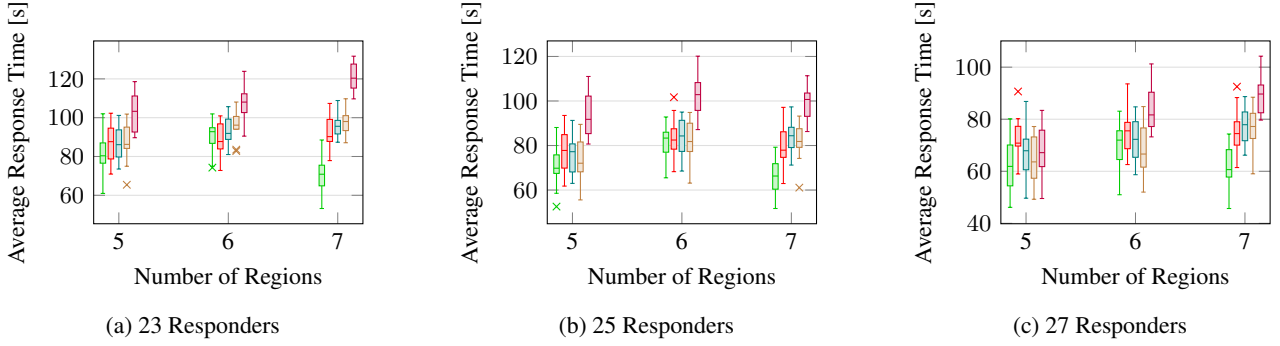 Average Response Time [s]
120
100
80
60
5
6
7
Number of Regions
(a) 23 Responders
Average Response Time [s]
120
100
80
60
5
6
7
Number of Regions
(b) 25 Responders
Average Response Time [s]
100
80
60
40
5
6
7
Number of Regions
(c) 27 Responders